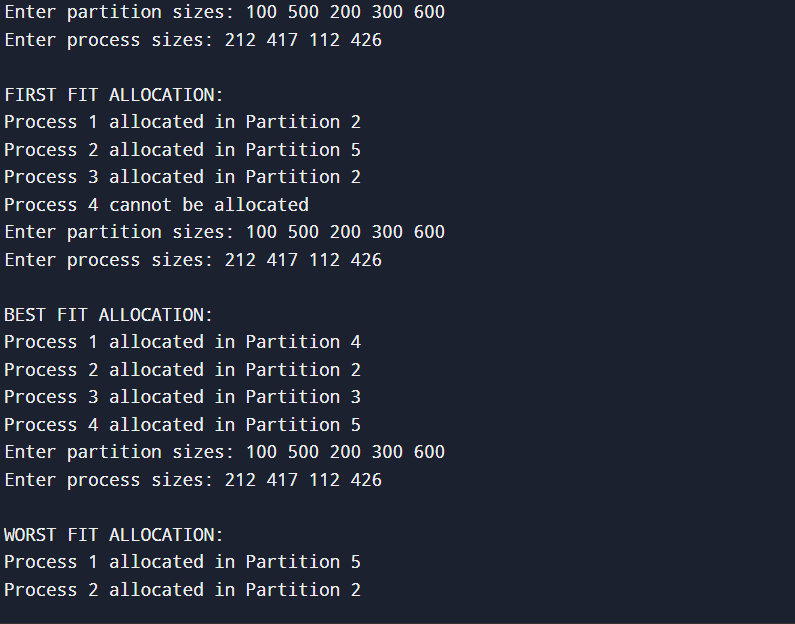 Enter partition sizes: 100 500 200 300 600
Enter process sizes: 212 417 112 426
FIRST FIT ALLOCATION:
Process 1 allocated in Partition 2
Process 2 allocated in Partition 5
Process 3 allocated in Partition 2
Process 4 cannot be allocated
Enter partition sizes: 100 500 200 300 600
Enter process sizes: 212 417 112 426
BEST FIT ALLOCATION:
Process 1 allocated in Partition 4
Process 2 allocated in Partition 2
Process 3 allocated in Partition 3
Process 4 allocated in Partition 5
Enter partition sizes: 100 500 200 300 600
Enter process sizes: 212 417 112 426
WORST FIT ALLOCATION:
Process 1 allocated in Partition 5
Process 2 allocated in Partition 2